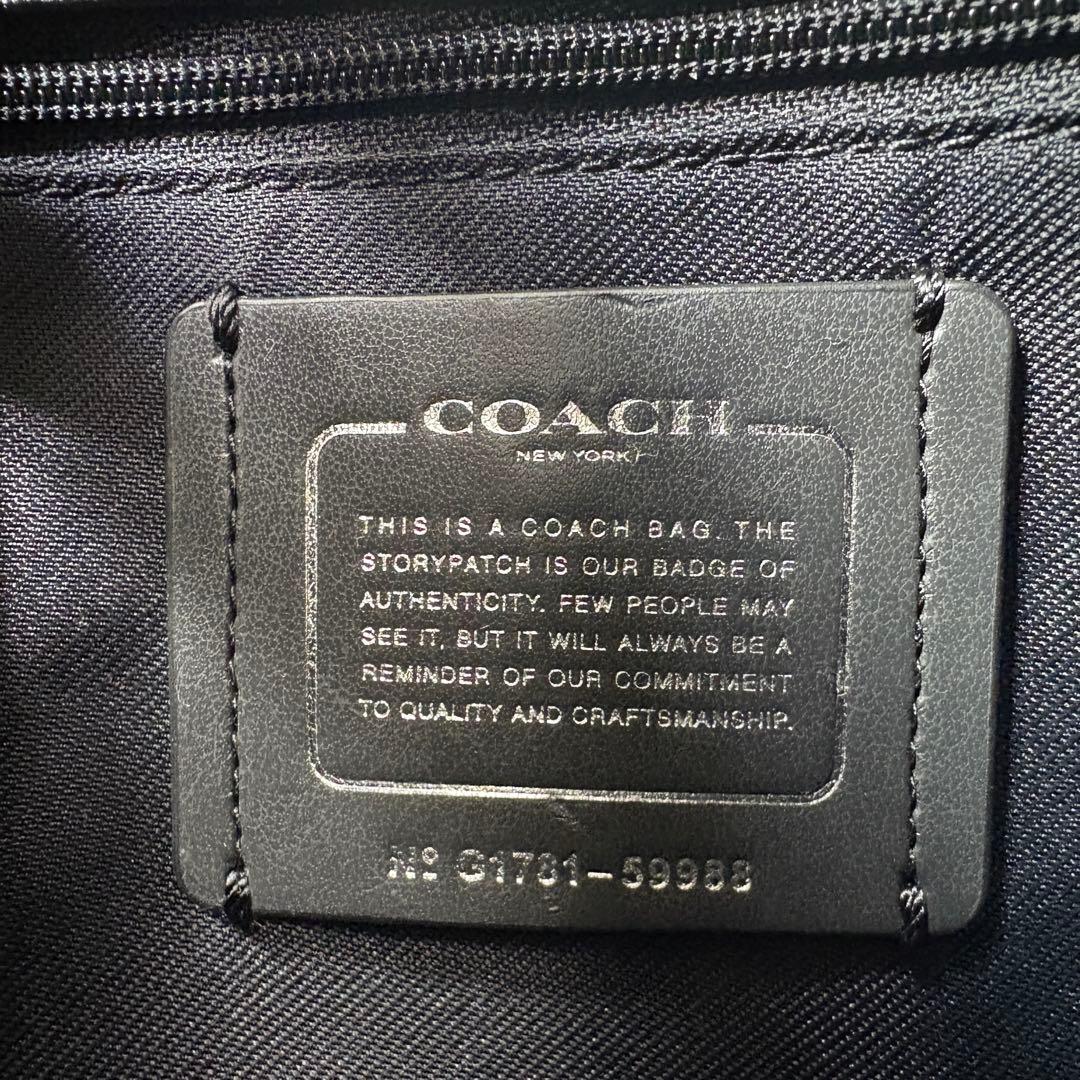 COACH
NEW YORK
THIS IS A COACH BAG. THE
STORYPATCH IS OUR BADGE OF
AUTHENTICITY. FEW PEOPLE MAY
SEE IT, BUT IT WILL ALWAYS BE A
REMINDER OF OUR COMMITMENT
TO QUALITY AND CRAFTSMANSHIP.
Nº G1781-59988